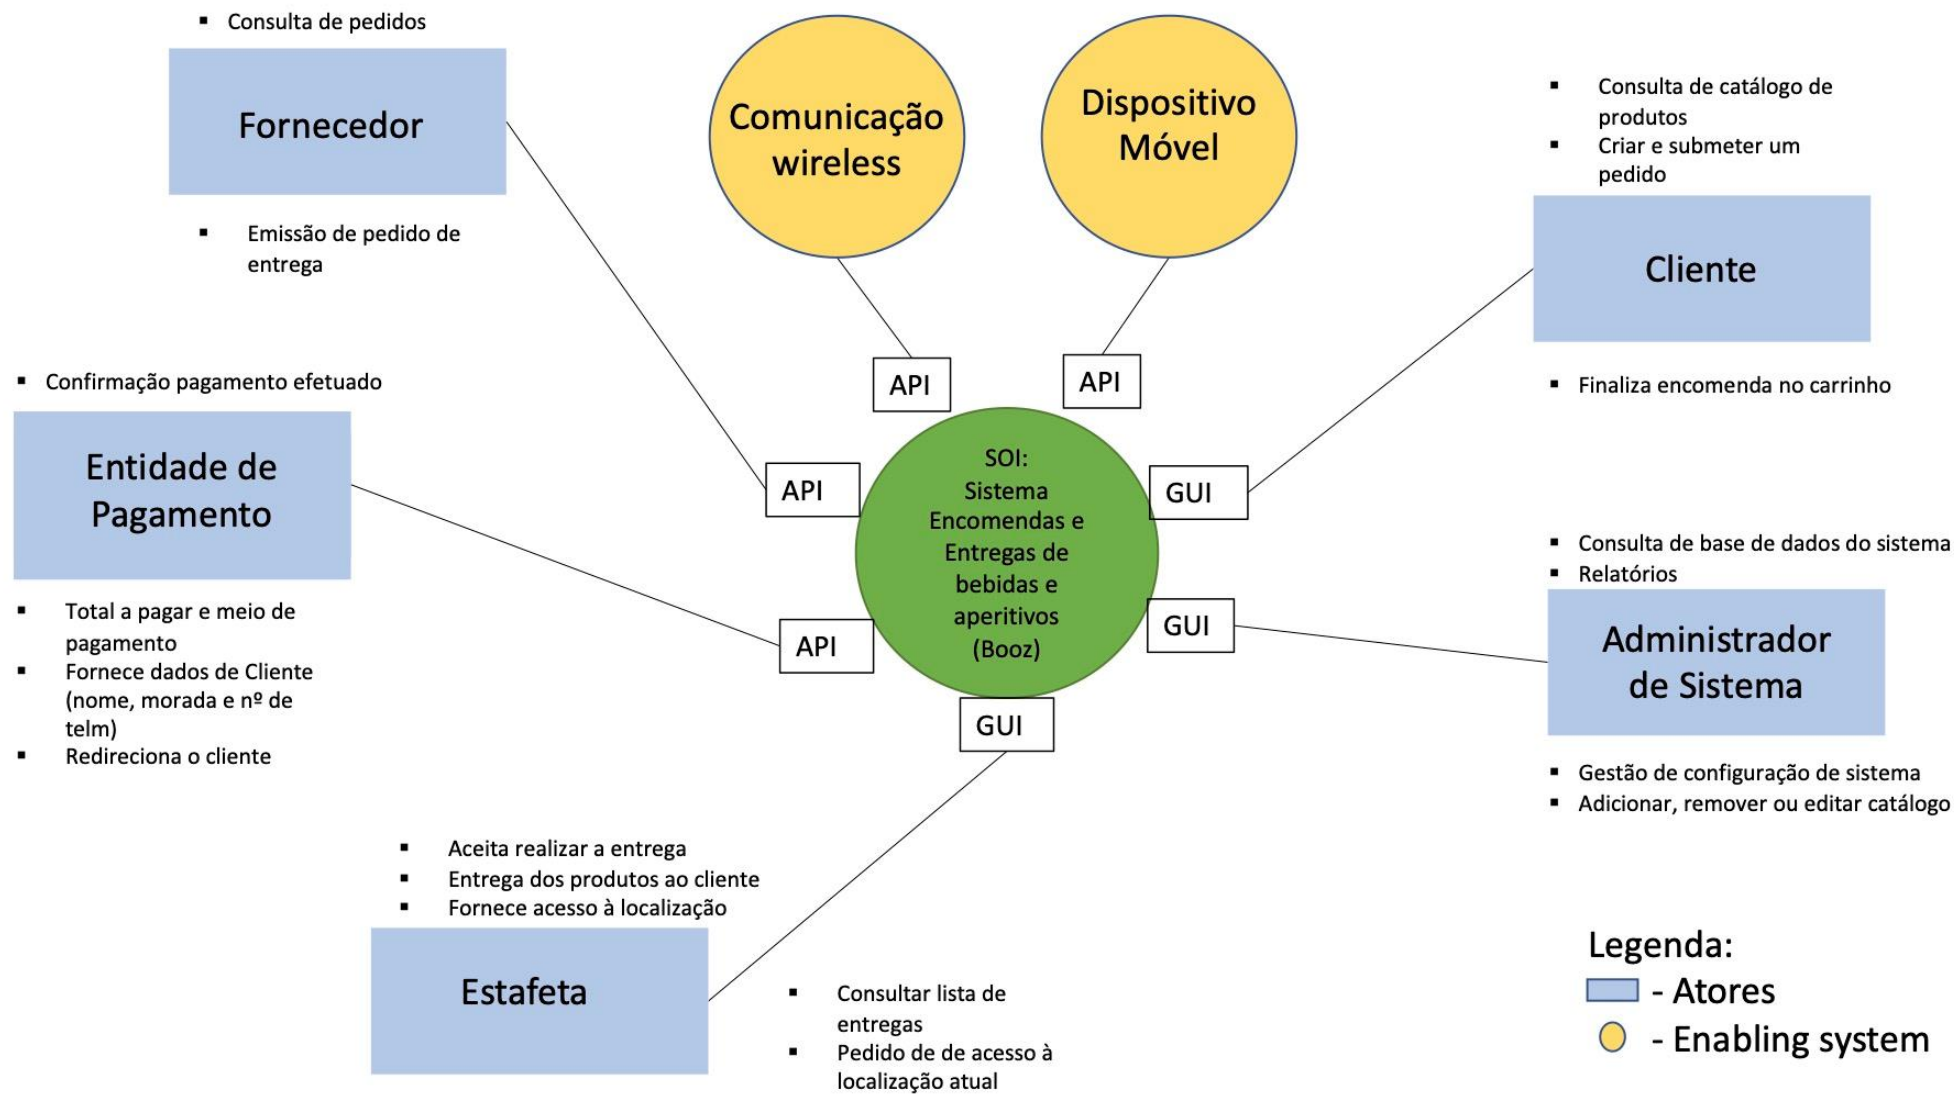 ▪ Consulta de pedidos
Fornecedor
▪ Emissão de pedido de
entrega
Comunicação
wireless
Dispositivo
Móvel
▪ Consulta de catálogo de
produtos
▪ Criar e submeter um
pedido
Cliente
▪ Finaliza encomenda no carrinho
API
API
▪ Confirmação pagamento efetuado
Entidade de
Pagamento
▪ Total a pagar e meio de
pagamento
▪ Fornece dados de Cliente
(nome, morada e nº de
telm)
▪ Redireciona o cliente
API
API
SOI:
Sistema
Encomendas e
Entregas de
bebidas e
aperitivos
(Booz)
GUI
GUI
GUI
▪ Consulta de base de dados do sistema
▪ Relatórios
Administrador
de Sistema
▪ Gestão de configuração de sistema
▪ Adicionar, remover ou editar catálogo
▪ Aceita realizar a entrega
▪ Entrega dos produtos ao cliente
▪ Fornece acesso à localização
Estafeta
▪ Consultar lista de
entregas
▪ Pedido de de acesso à
localização atual
Legenda:
- Atores
- Enabling system